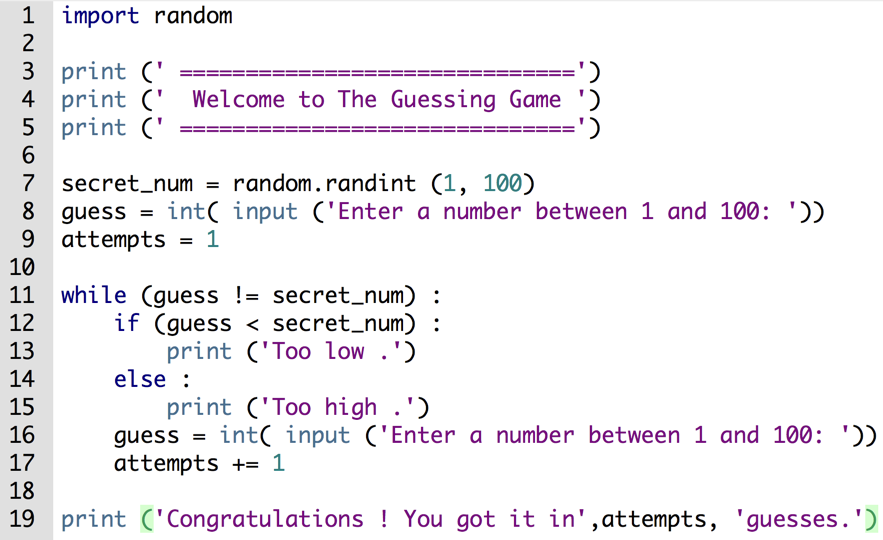 1 import random
2
3 print (' ==============================')
4 print ('  Welcome to The Guessing Game ')
5 print (' ==============================')
6
7 secret_num = random.randint (1, 100)
8 guess = int( input ('Enter a number between 1 and 100: '))
9 attempts = 1
10
11 while (guess != secret_num) :
12     if (guess < secret_num) :
13         print ('Too low .')
14     else :
15         print ('Too high .')
16     guess = int( input ('Enter a number between 1 and 100: '))
17     attempts += 1
18
19 print ('Congratulations ! You got it in',attempts, 'guesses.')